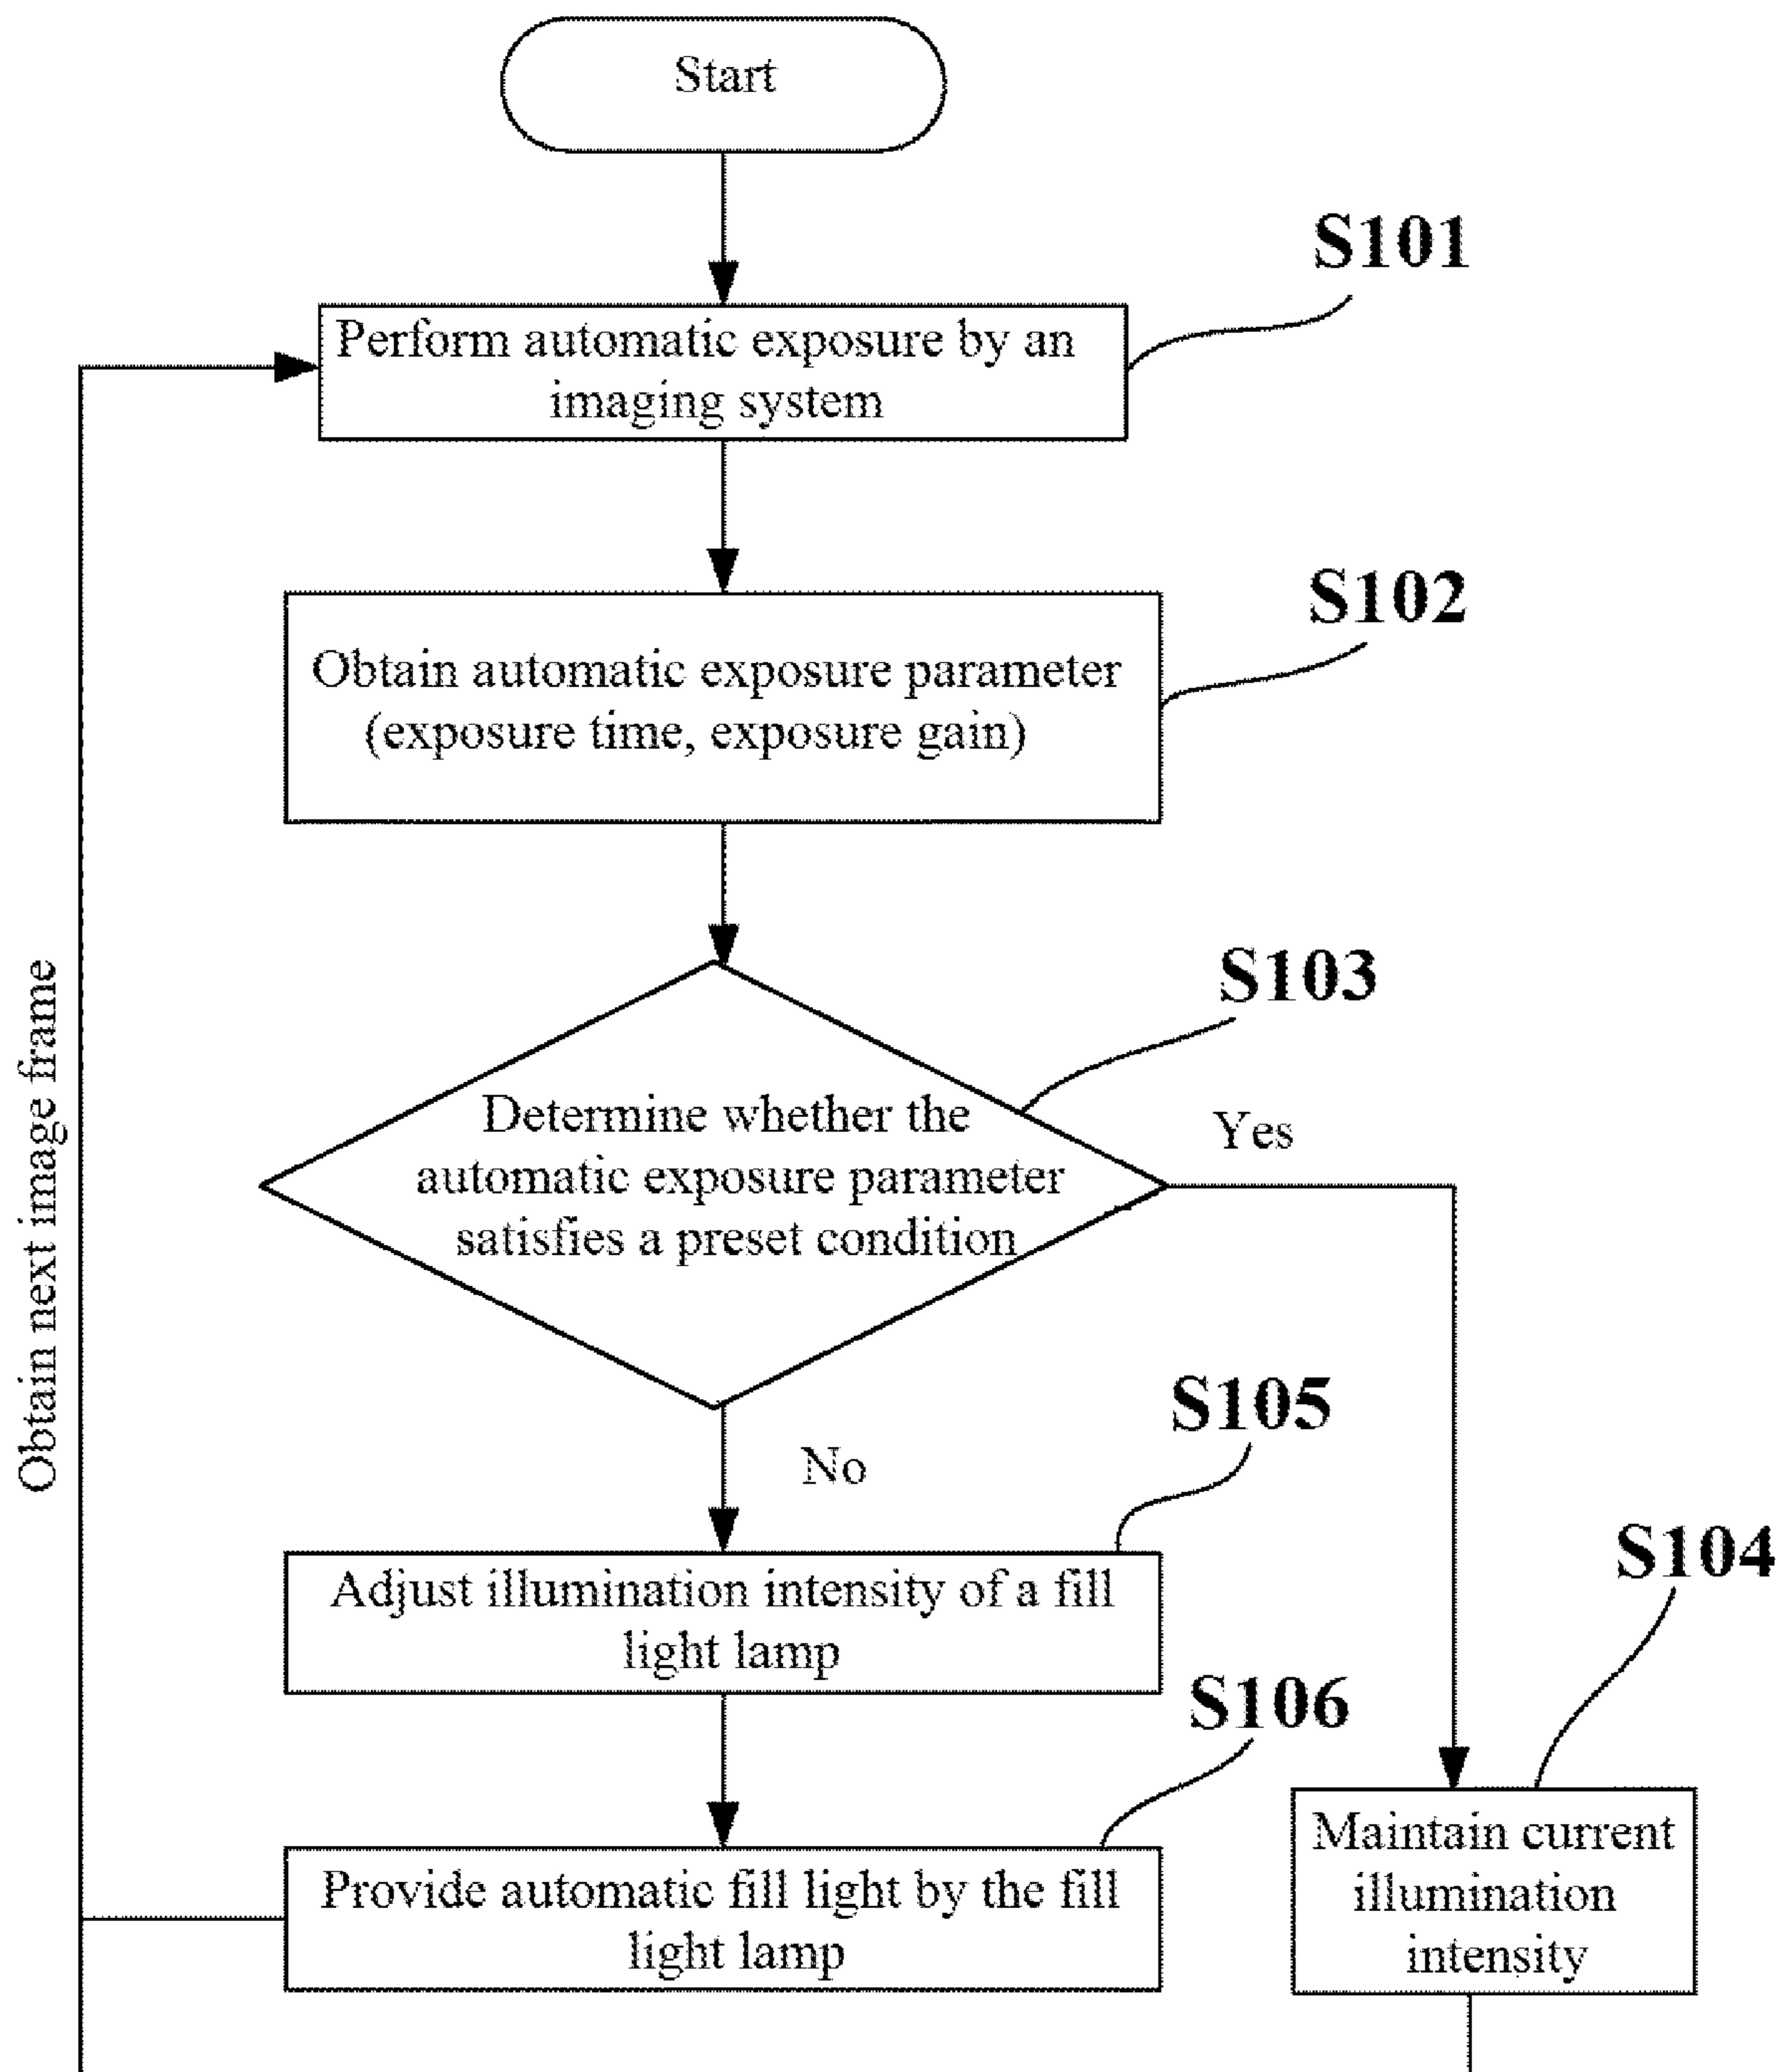 Start
S101
Perform automatic exposure by an
imaging system
S102
Obtain automatic exposure parameter
(exposure time, exposure gain)
S103
Determine whether the
automatic exposure parameter
satisfies a preset condition
Yes
Obtain next image frame
No
S105
Adjust illumination intensity of a fill
light lamp
S104
S106
Provide automatic fill light by the fill
light lamp
Maintain current
illumination
intensity